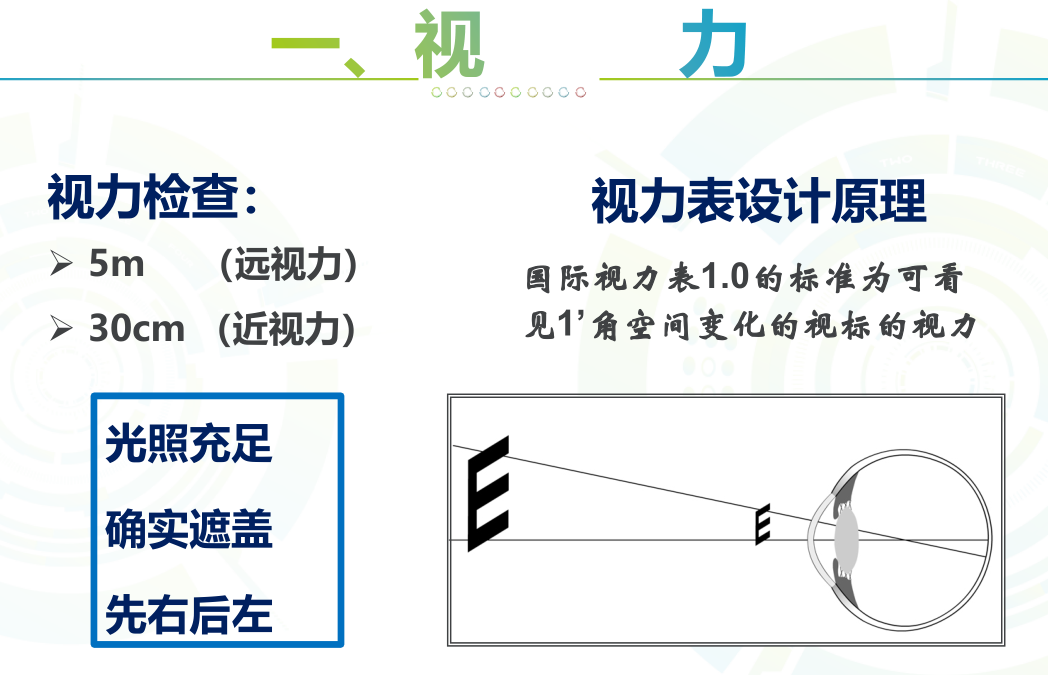 一、视 力
视力检查：
➢ 5m （远视力）
➢ 30cm （近视力）
光照充足
确实遮盖
先右后左
视力表设计原理
国际视力表1.0的标准为可看
见1’角空间变化的视标的视力
E
E